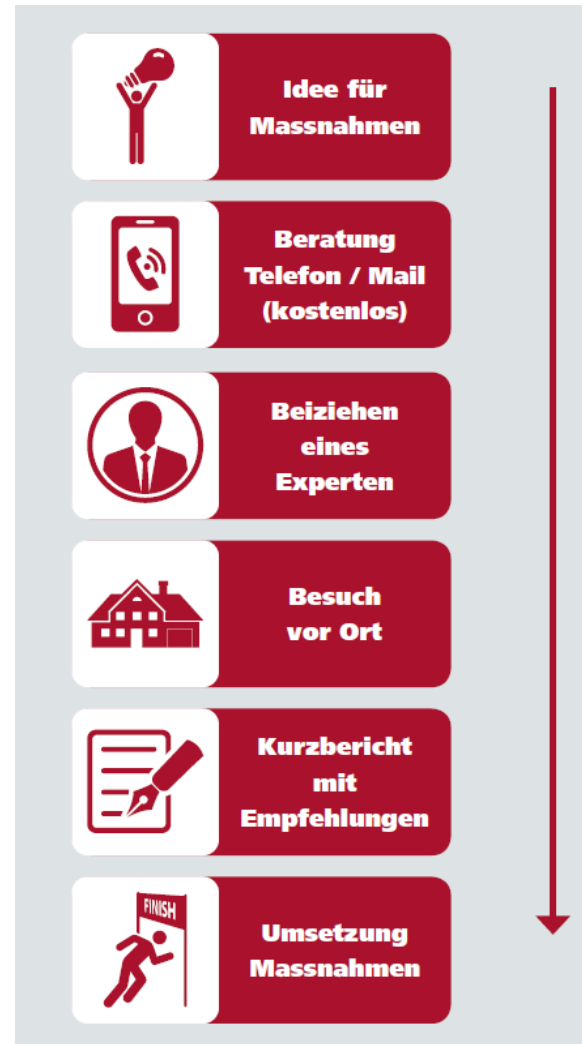 Idee für
Massnahmen
Beratung
Telefon / Mail
(kostenlos)
Beiziehen
eines
Experten
Besuch
vor Ort
Kurzbericht
mit
Empfehlungen
FINISH
Umsetzung
Massnahmen